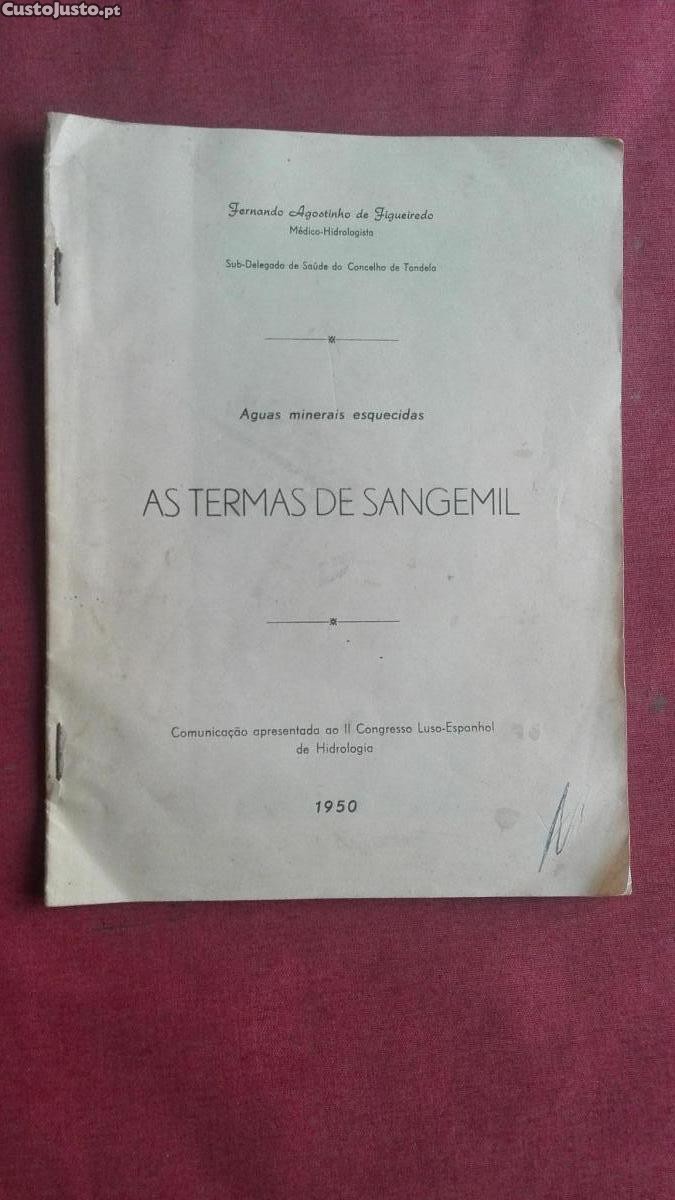 CustoJusto.pt
Fernando Agostinho de Figueiredo
Médico-Hidrologista
Sub-Delegado de Saúde do Concelho de Tondela
Aguas minerais esquecidas
AS TERMAS DE SANGEMIL
Comunicação apresentada ao II Congresso Luso-Espanhol
de Hidrologia
1950